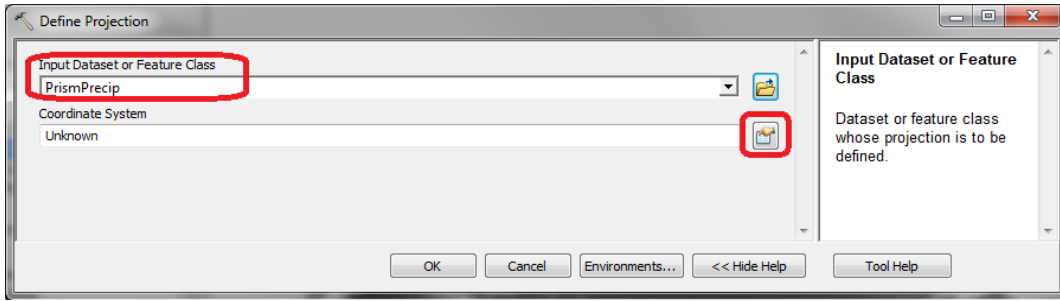 Define Projection
Input Dataset or Feature Class
PrismPrecip
Coordinate System
Unknown
Input Dataset or Feature
Class
Dataset or feature class
whose projection is to be
defined.
OK
Cancel
Environments...
<< Hide Help
Tool Help